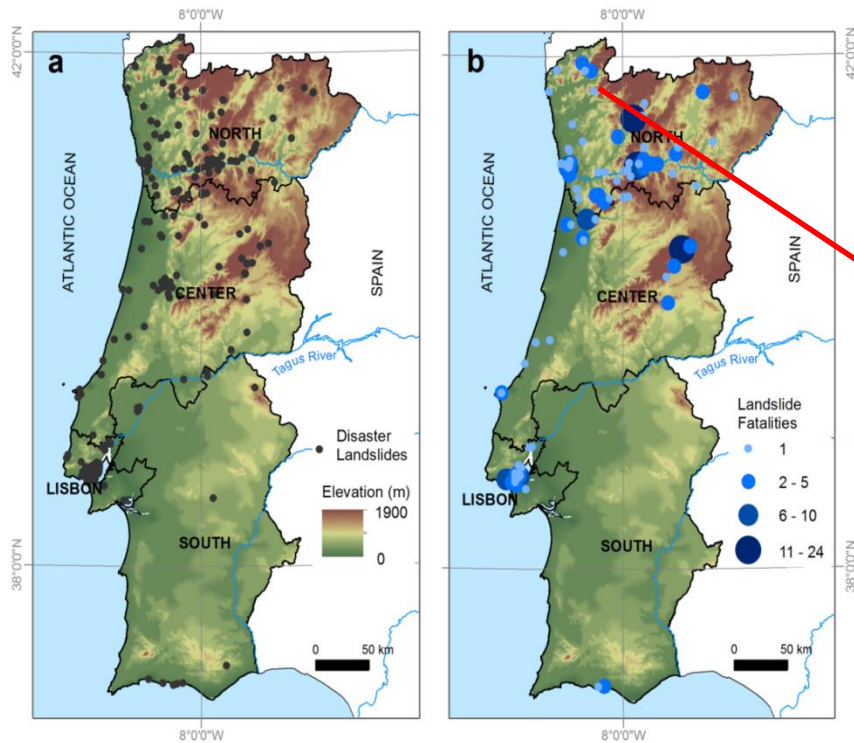 8°0'0"W
8°0'0"W
42°0'0"N
a
NORTH
ATLANTIC OCEAN
SPAIN
CENTER
Tagus River
Disaster
Landslides
LISBON
Elevation (m)
1900
0
SOUTH
0
50 km
8°0'0"W
b
NORTH
ATLANTIC OCEAN
SPAIN
CENTER
Tagus River
Landslide
Fatalities
1
2 - 5
6 - 10
11 - 24
LISBON
SOUTH
0
50 km
8°0'0"W
42°0'0"N
38°0'0"N